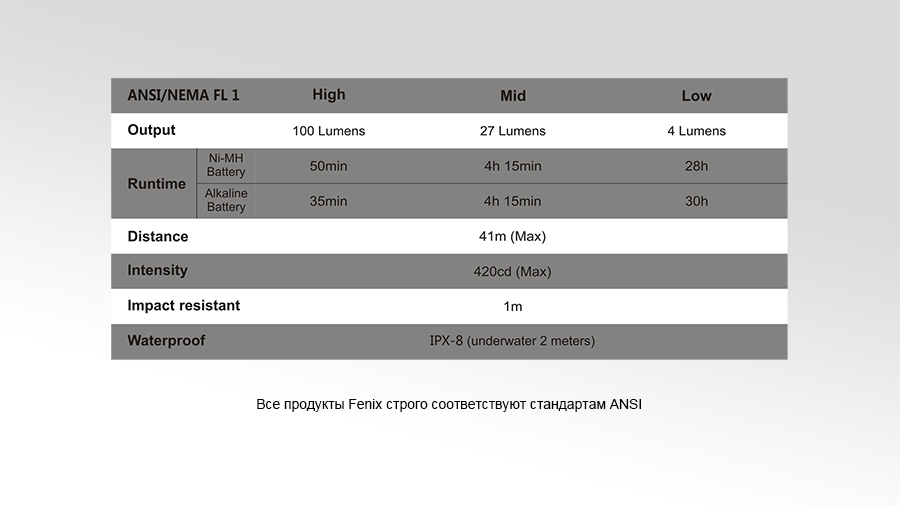 ANSI/NEMA FL 1 High Mid Low
Output 100 Lumens 27 Lumens 4 Lumens
Runtime
Ni-MH
Battery
50min 4h 15min 28h
Alkaline
Battery
35min 4h 15min 30h
Distance 41m (Max)
Intensity 420cd (Max)
Impact resistant 1m
Waterproof IPX-8 (underwater 2 meters)
Все продукты Fenix строго соответствуют стандартам ANSI